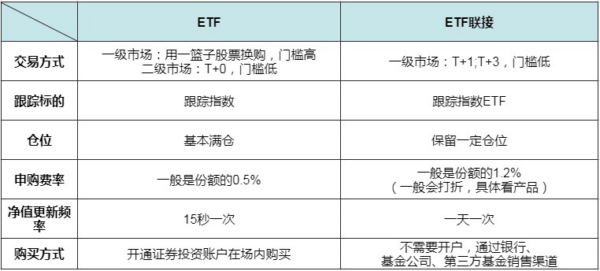 ETF
ETF联接
交易方式
一级市场：用一篮子股票换购，门槛高
二级市场：T+0，门槛低
一级市场：T+1;T+3，门槛低
跟踪标的
跟踪指数
跟踪指数ETF
仓位
基本满仓
保留一定仓位
申购费率
一般是份额的0.5%
一般是份额的1.2%
（一般会打折，具体看产品）
净值更新频
率
15秒一次
一天一次
购买方式
开通证券投资账户在场内购买
不需要开户，通过银行、
基金公司、第三方基金销售渠道